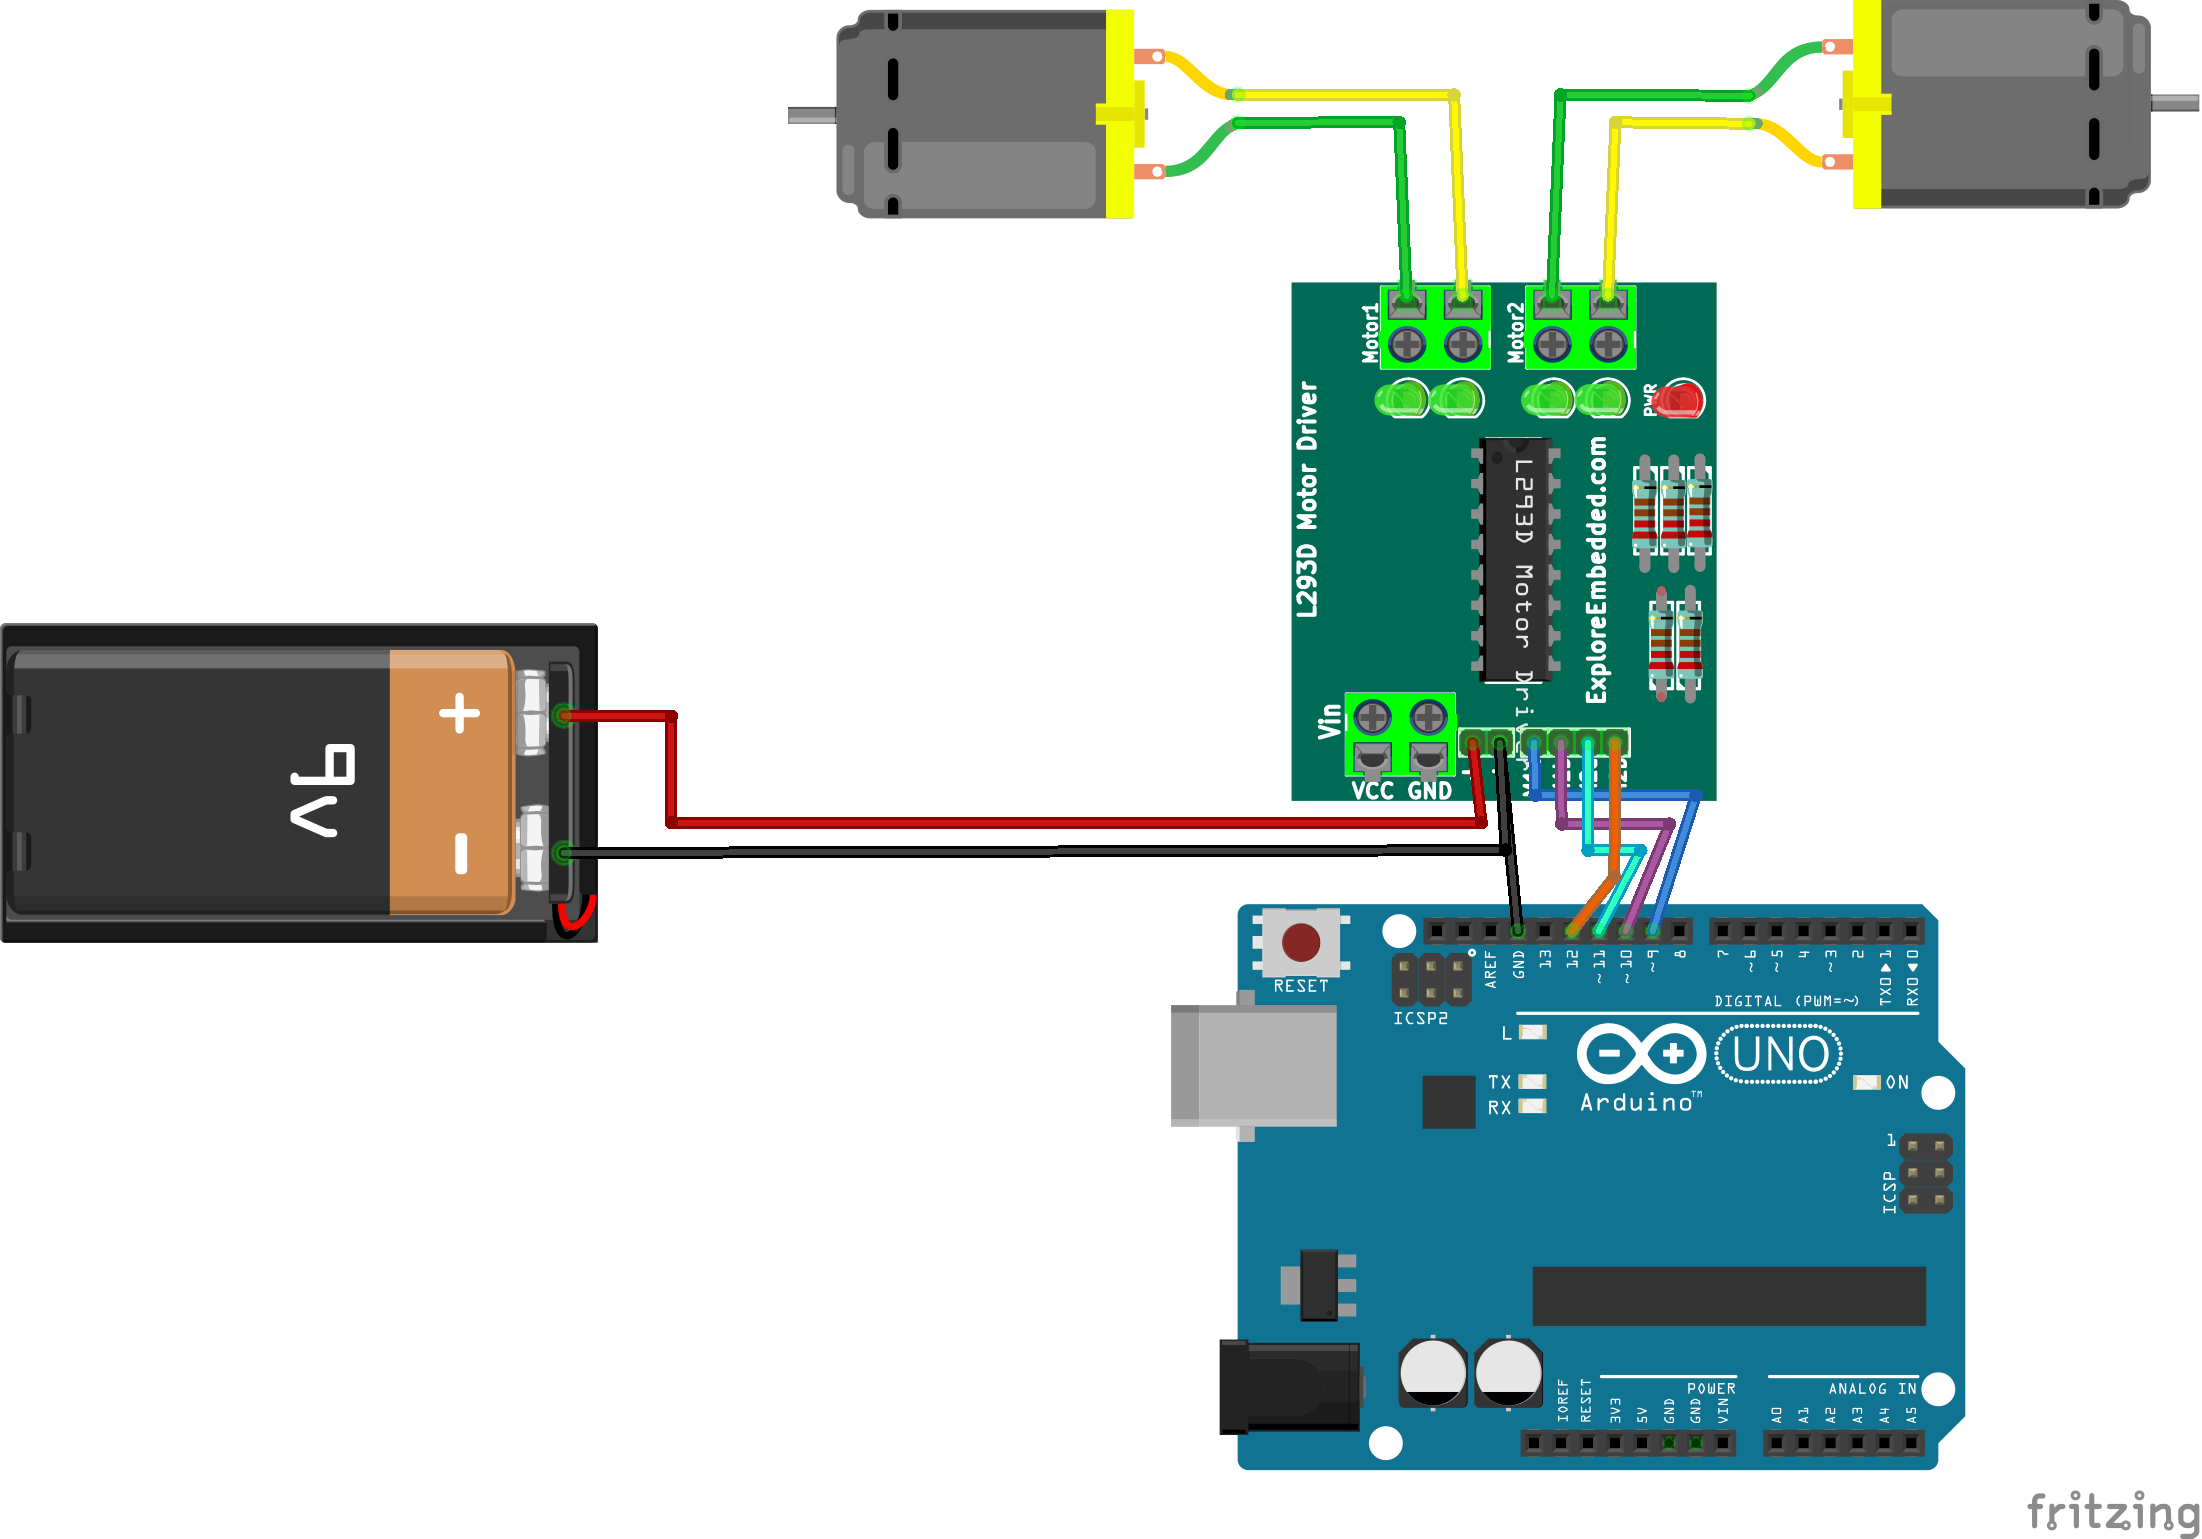 Motor1
Motor2
PWR
L293D Motor Driver
L293D Motor Driver
ExploreEmbedded.com
Vin
VCC GND
+
9v
-
RESET
ICSP2
AREF
GND
13
12
~11
~10
~9
8
7
~6
~5
4
~3
2
TX0▶1
RX0◀0
DIGITAL (PWM=~)
L
TX
RX
UNO
Arduino™
ON
1
ICSP
IOREF
RESET
3V3
5V
GND
GND
VIN
POWER
ANALOG IN
A0
A1
A2
A3
A4
A5
fritzing